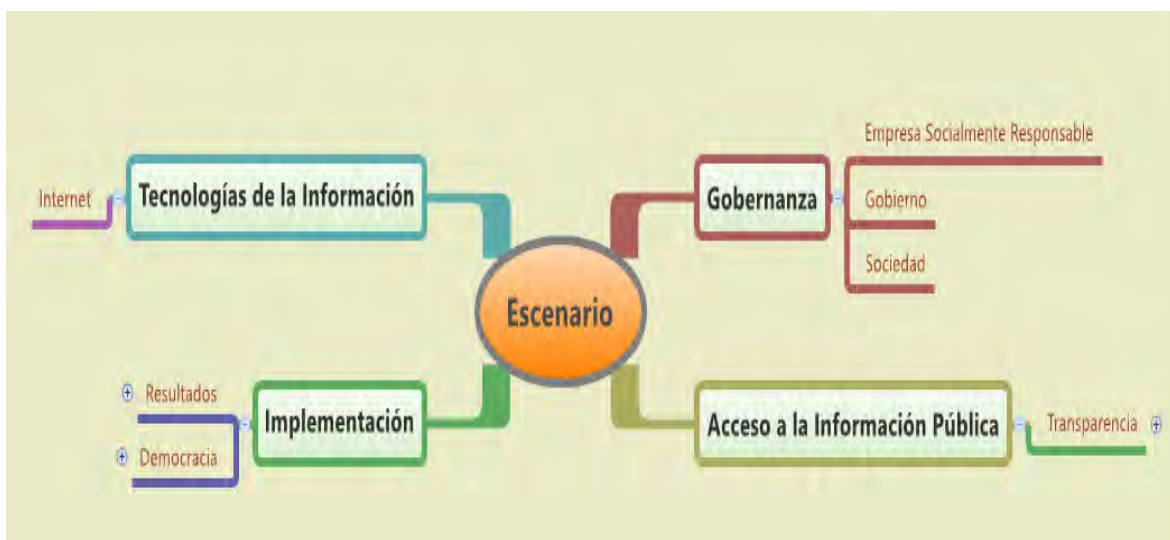 Escenario
Tecnologías de la Información
Internet
Gobernanza
Empresa Socialmente Responsable
Gobierno
Sociedad
Implementación
Resultados
Democracia
Acceso a la Información Pública
Transparencia